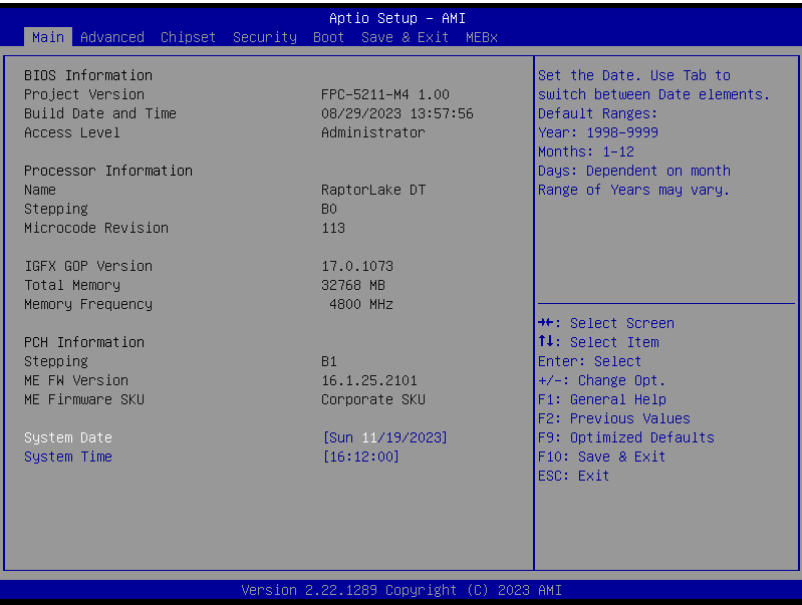 Aptio Setup - AMI
Main Advanced Chipset Security Boot Save & Exit MEBx
BIOS Information
Project Version FPC-5211-M4 1.00
Build Date and Time 08/29/2023 13:57:56
Access Level Administrator
Processor Information
Name RaptorLake DT
Stepping B0
Microcode Revision 113
IGFX GOP Version 17.0.1073
Total Memory 32768 MB
Memory Frequency 4800 MHz
PCH Information
Stepping B1
ME FW Version 16.1.25.2101
ME Firmware SKU Corporate SKU
System Date [Sun 11/19/2023]
System Time [16:12:00]
Set the Date. Use Tab to
switch between Date elements.
Default Ranges:
Year: 1998-9999
Months: 1-12
Days: Dependent on month
Range of Years may vary.
→←: Select Screen
↑↓: Select Item
Enter: Select
+/-: Change Opt.
F1: General Help
F2: Previous Values
F9: Optimized Defaults
F10: Save & Exit
ESC: Exit
Version 2.22.1289 Copyright (C) 2023 AMI